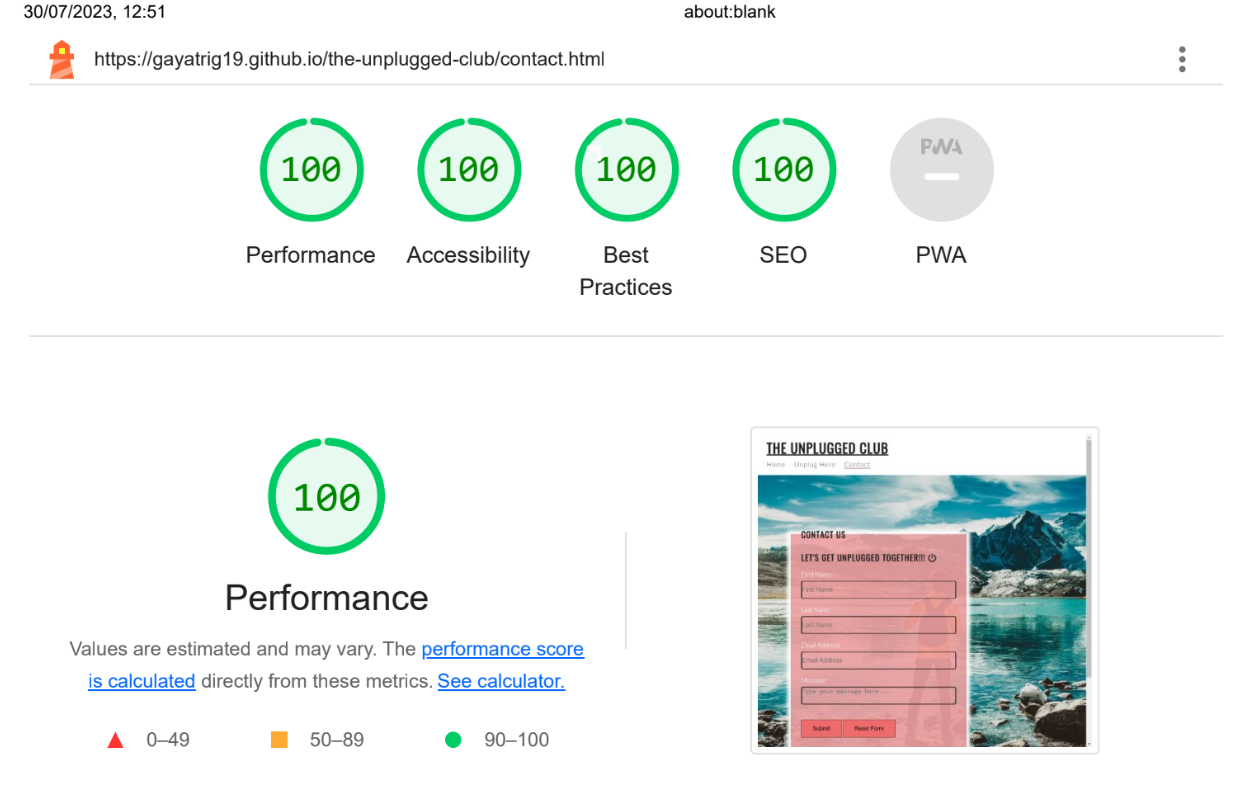 30/07/2023, 12:51
about:blank
https://gayatrig19.github.io/the-unplugged-club/contact.html
100
100
100
100
PWA
Performance
Accessibility
Best
Practices
SEO
PWA
100
Performance
Values are estimated and may vary. The performance score
is calculated directly from these metrics. See calculator.
0–49
50–89
90–100
THE UNPLUGGED CLUB
Home Unplug Here Contact
CONTACT US
LET'S GET UNPLUGGED TOGETHER!!!
First Name:
First Name
Last Name:
Last Name
Email Address:
Email Address
Message:
Type your message here....
Submit
Reset Form